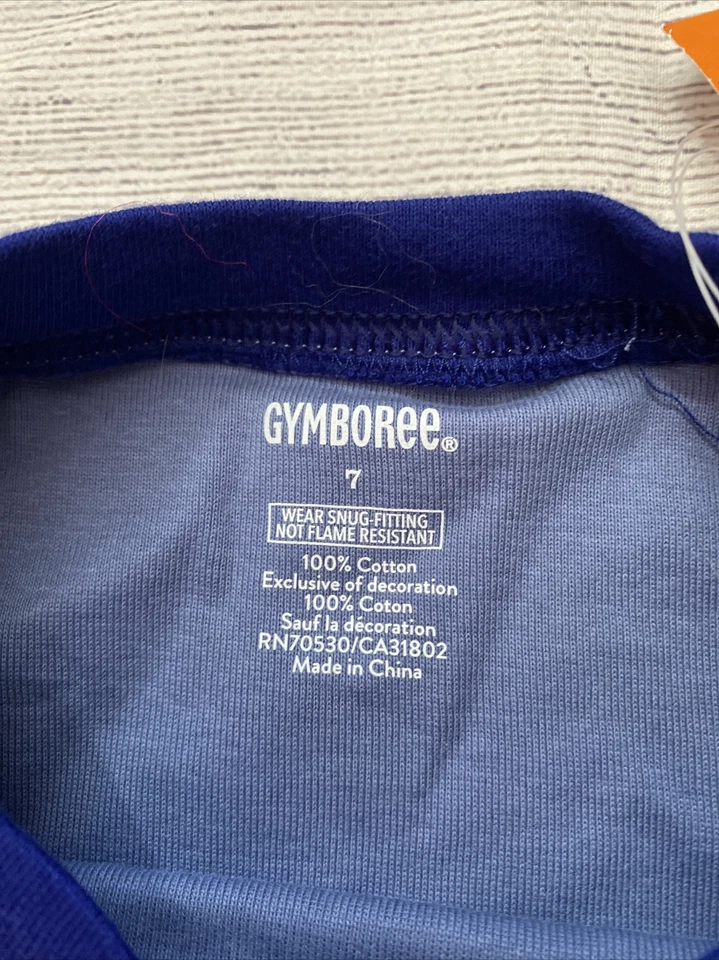 GYMBOREE®
7
WEAR SNUG-FITTING
NOT FLAME RESISTANT
100% Cotton
Exclusive of decoration
100% Coton
Sauf la décoration
RN70530/CA31802
Made in China